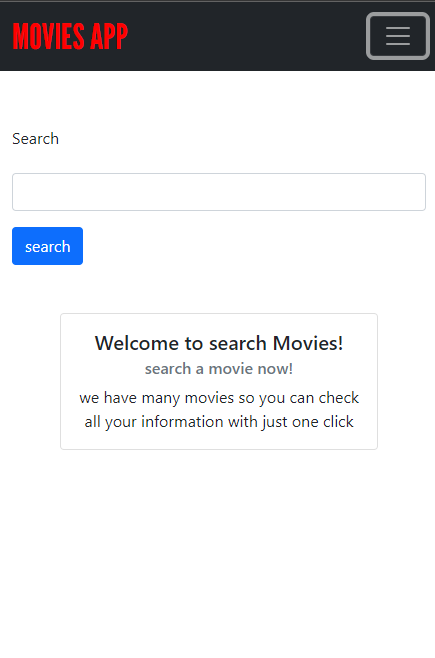 MOVIES APP
Search
search
Welcome to search Movies!
search a movie now!
we have many movies so you can check
all your information with just one click